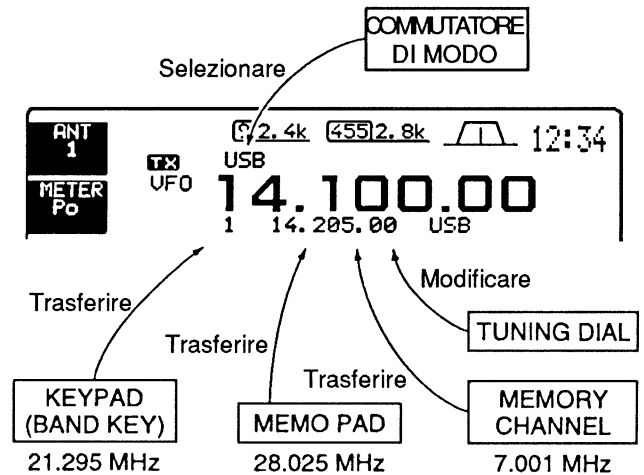 COMMUTATORE
DI MODO
Selezionare
ANT
1
9 2.4k 455 2.8k 12:34
TX
USB
VFO
METER
Po
14.100.00
1 14.205.00 USB
Modificare
Trasferire
Trasferire
Trasferire
TUNING DIAL
KEYPAD
(BAND KEY)
MEMO PAD
MEMORY
CHANNEL
21.295 MHz 28.025 MHz 7.001 MHz